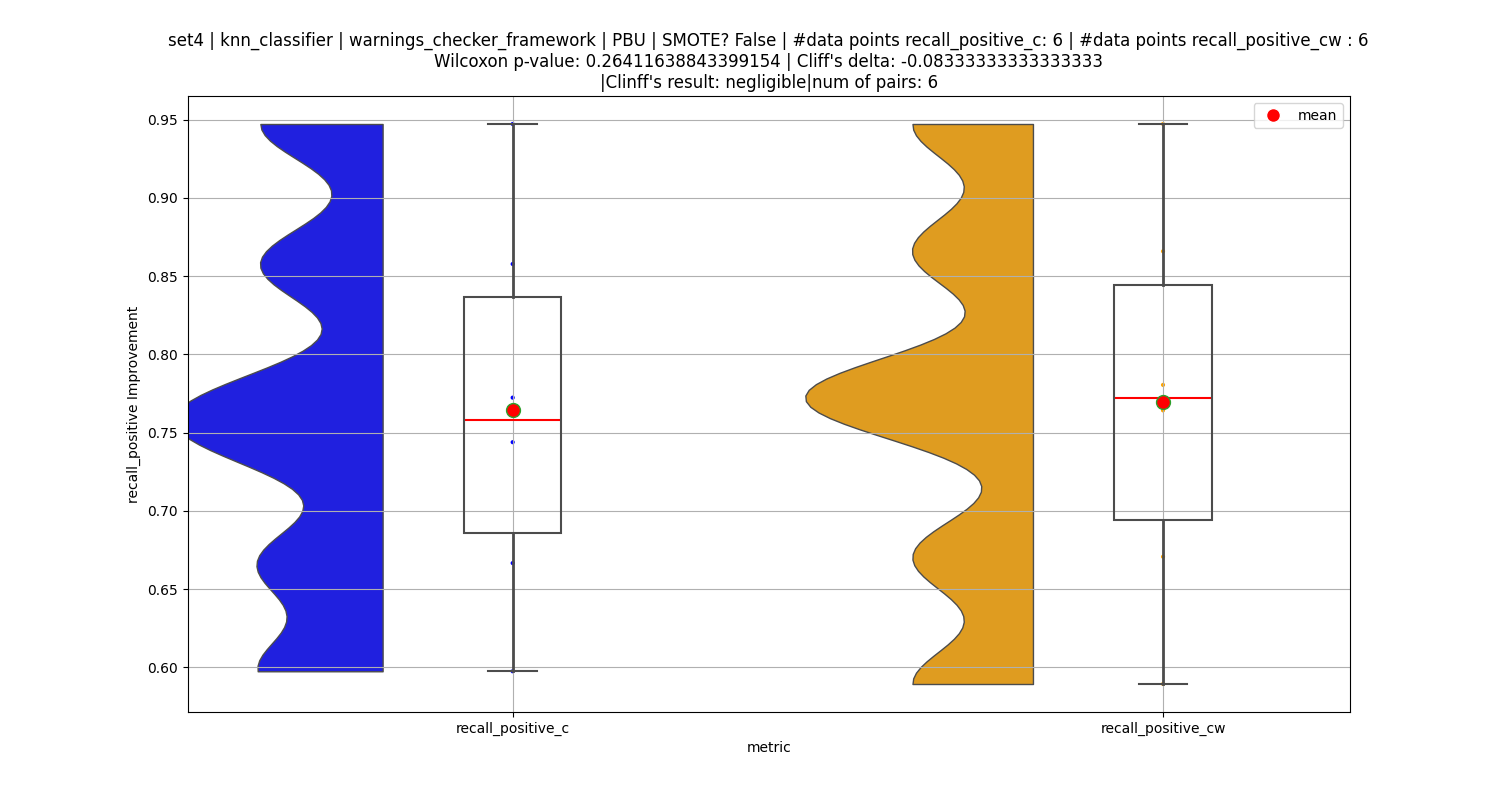 set4 | knn_classifier | warnings_checker_framework | PBU | SMOTE? False | #data points recall_positive_c: 6 | #data points recall_positive_cw : 6
Wilcoxon p-value: 0.26411638843399154 | Cliff's delta: -0.08333333333333333
|Clinff's result: negligible|num of pairs: 6
mean
0.95
0.90
0.85
0.80
0.75
0.70
0.65
0.60
recall_positive Improvement
recall_positive_c
recall_positive_cw
metric